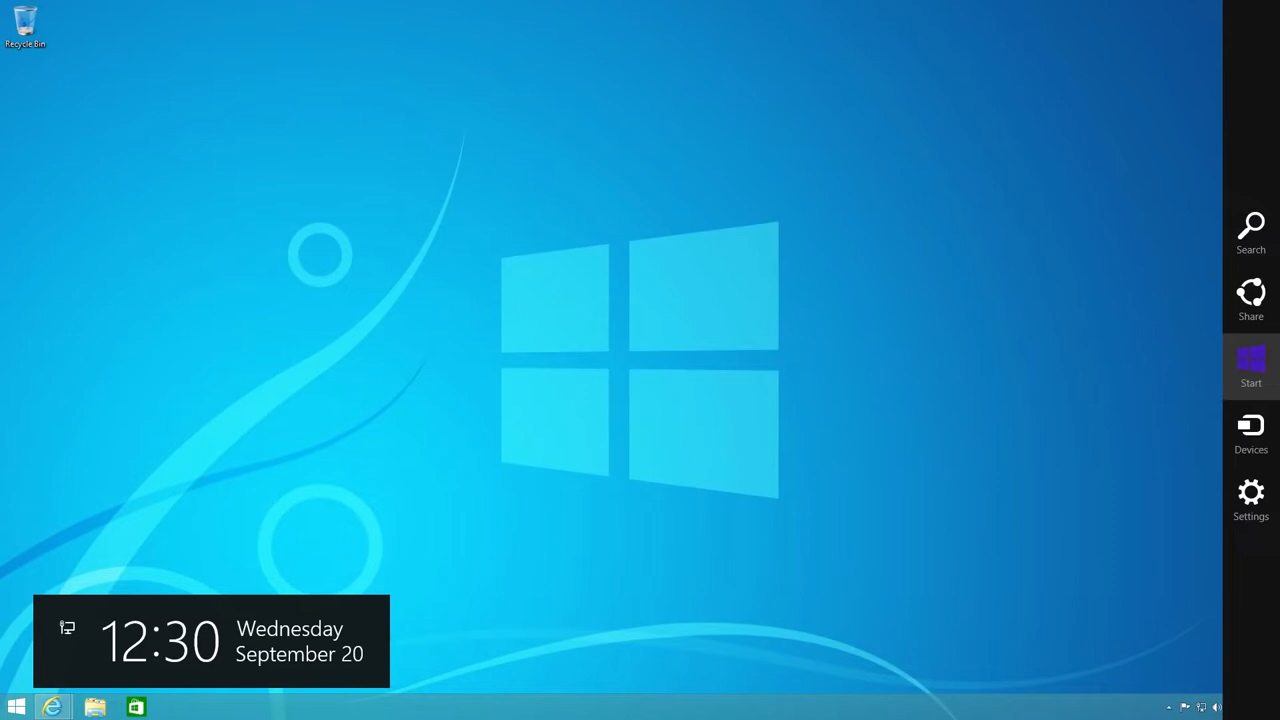 Recycle Bin
Search
Share
Start
Devices
Settings
12:30
Wednesday
September 20